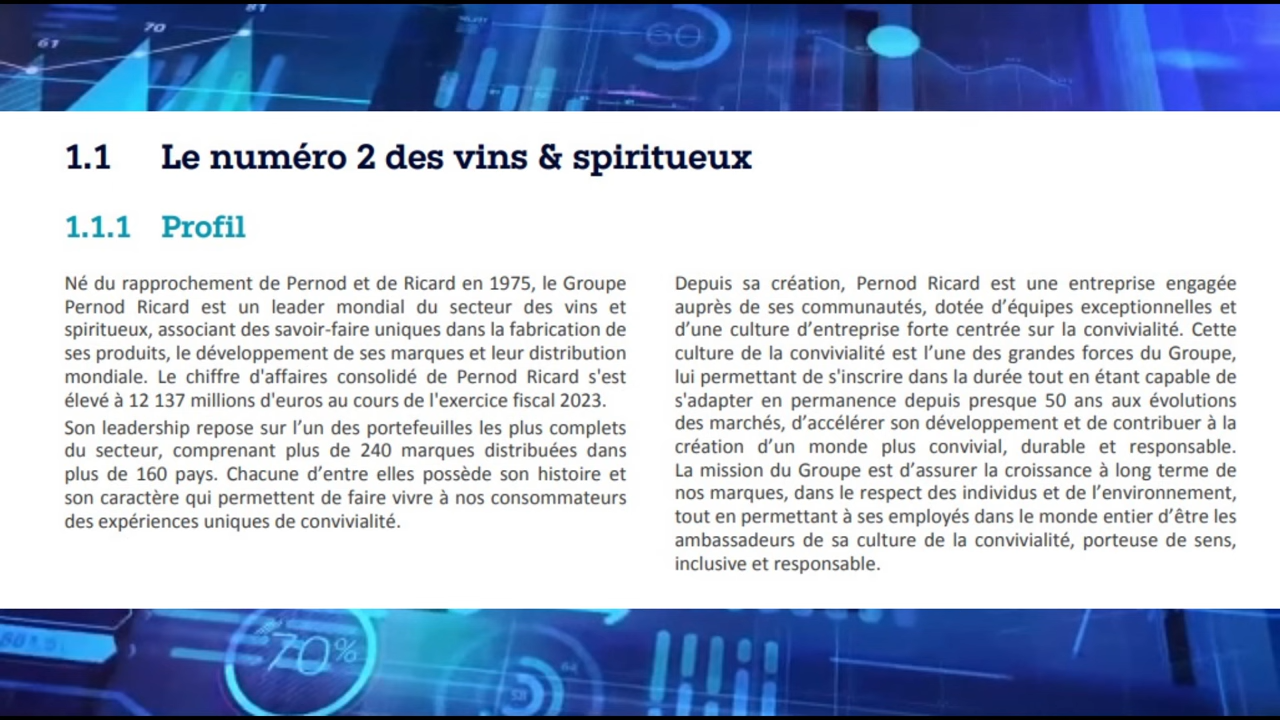 61
70
81
60
1.1 Le numéro 2 des vins & spiritueux
1.1.1 Profil
Né du rapprochement de Pernod et de Ricard en 1975, le Groupe
Pernod Ricard est un leader mondial du secteur des vins et
spiritueux, associant des savoir-faire uniques dans la fabrication de
ses produits, le développement de ses marques et leur distribution
mondiale. Le chiffre d'affaires consolidé de Pernod Ricard s'est
élevé à 12 137 millions d'euros au cours de l'exercice fiscal 2023.
Son leadership repose sur l’un des portefeuilles les plus complets
du secteur, comprenant plus de 240 marques distribuées dans
plus de 160 pays. Chacune d’entre elles possède son histoire et
son caractère qui permettent de faire vivre à nos consommateurs
des expériences uniques de convivialité.
Depuis sa création, Pernod Ricard est une entreprise engagée
auprès de ses communautés, dotée d’équipes exceptionnelles et
d’une culture d’entreprise forte centrée sur la convivialité. Cette
culture de la convivialité est l’une des grandes forces du Groupe,
lui permettant de s'inscrire dans la durée tout en étant capable de
s'adapter en permanence depuis presque 50 ans aux évolutions
des marchés, d’accélérer son développement et de contribuer à la
création d’un monde plus convivial, durable et responsable.
La mission du Groupe est d’assurer la croissance à long terme de
nos marques, dans le respect des individus et de l’environnement,
tout en permettant à ses employés dans le monde entier d’être les
ambassadeurs de sa culture de la convivialité, porteuse de sens,
inclusive et responsable.
70%
64
58